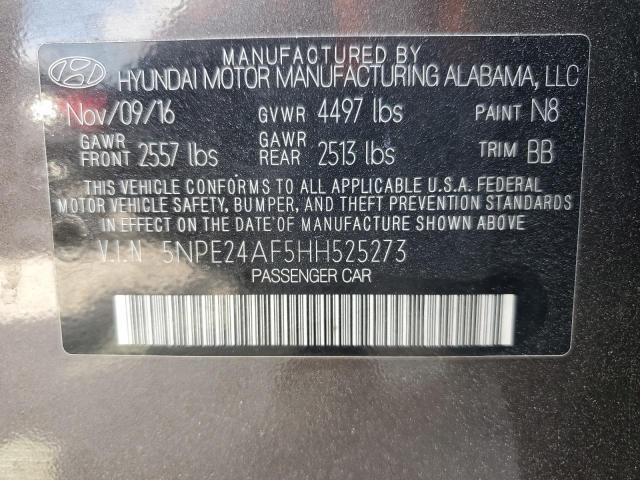 MANUFACTURED BY
HYUNDAI MOTOR MANUFACTURING ALABAMA, LLC
Nov/09/16 GVWR 4497 lbs PAINT N8
GAWR FRONT 2557 lbs GAWR REAR 2513 lbs TRIM BB
THIS VEHICLE CONFORMS TO ALL APPLICABLE U.S.A. FEDERAL
MOTOR VEHICLE SAFETY, BUMPER, AND THEFT PREVENTION STANDARDS
IN EFFECT ON THE DATE OF MANUFACTURE SHOWN ABOVE
V.I.N 5NPE24AF5HH525273
PASSENGER CAR